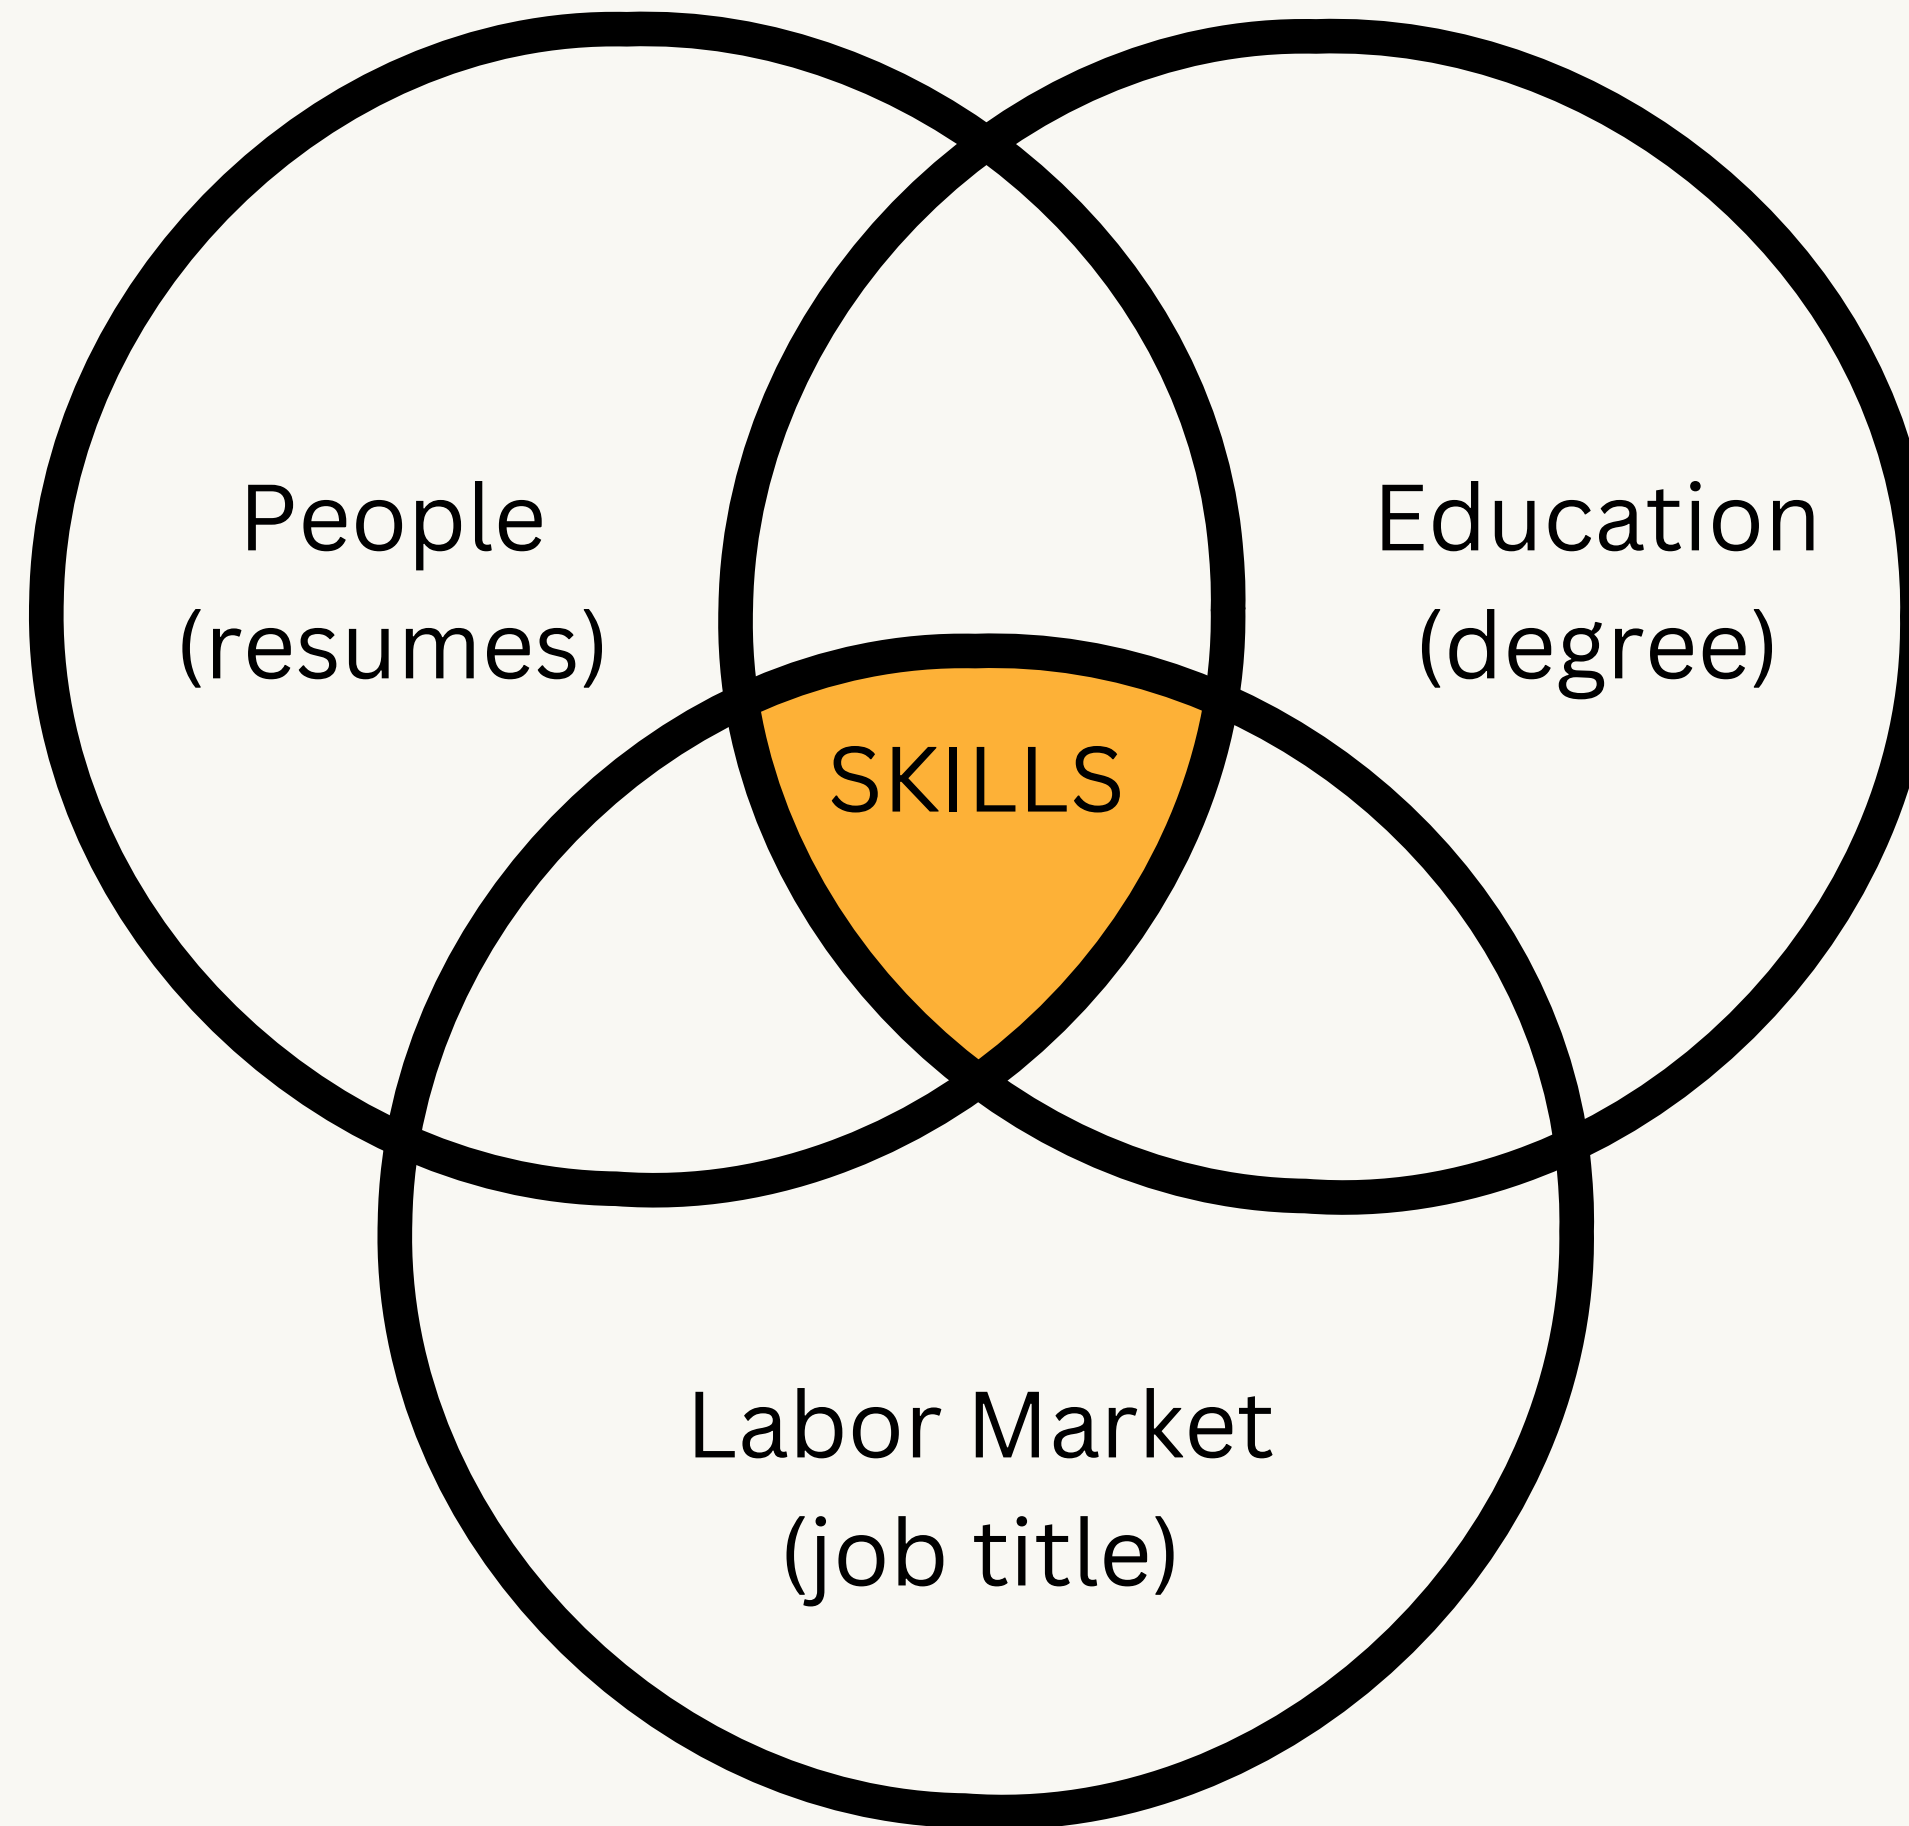 People
(resumes)
Education
(degree)
SKILLS
Labor Market
(job title)